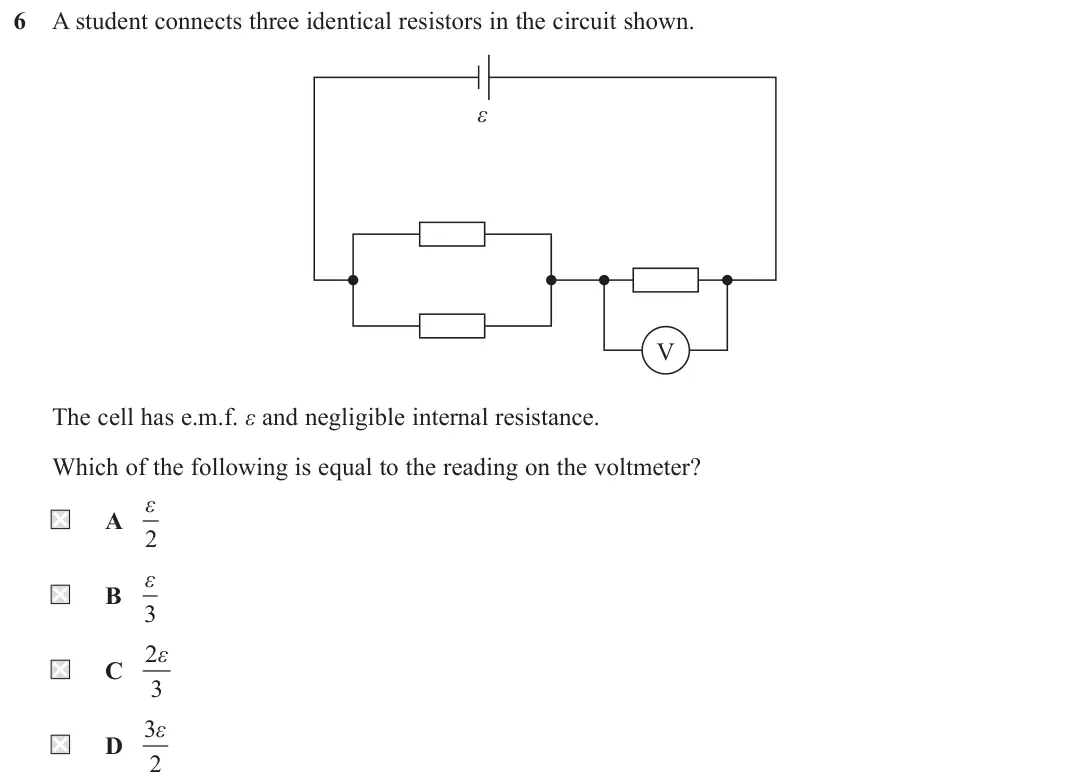 6 A student connects three identical resistors in the circuit shown.
ε
V
The cell has e.m.f. ε and negligible internal resistance.
Which of the following is equal to the reading on the voltmeter?
A ε/2
B ε/3
C 2ε/3
D 3ε/2